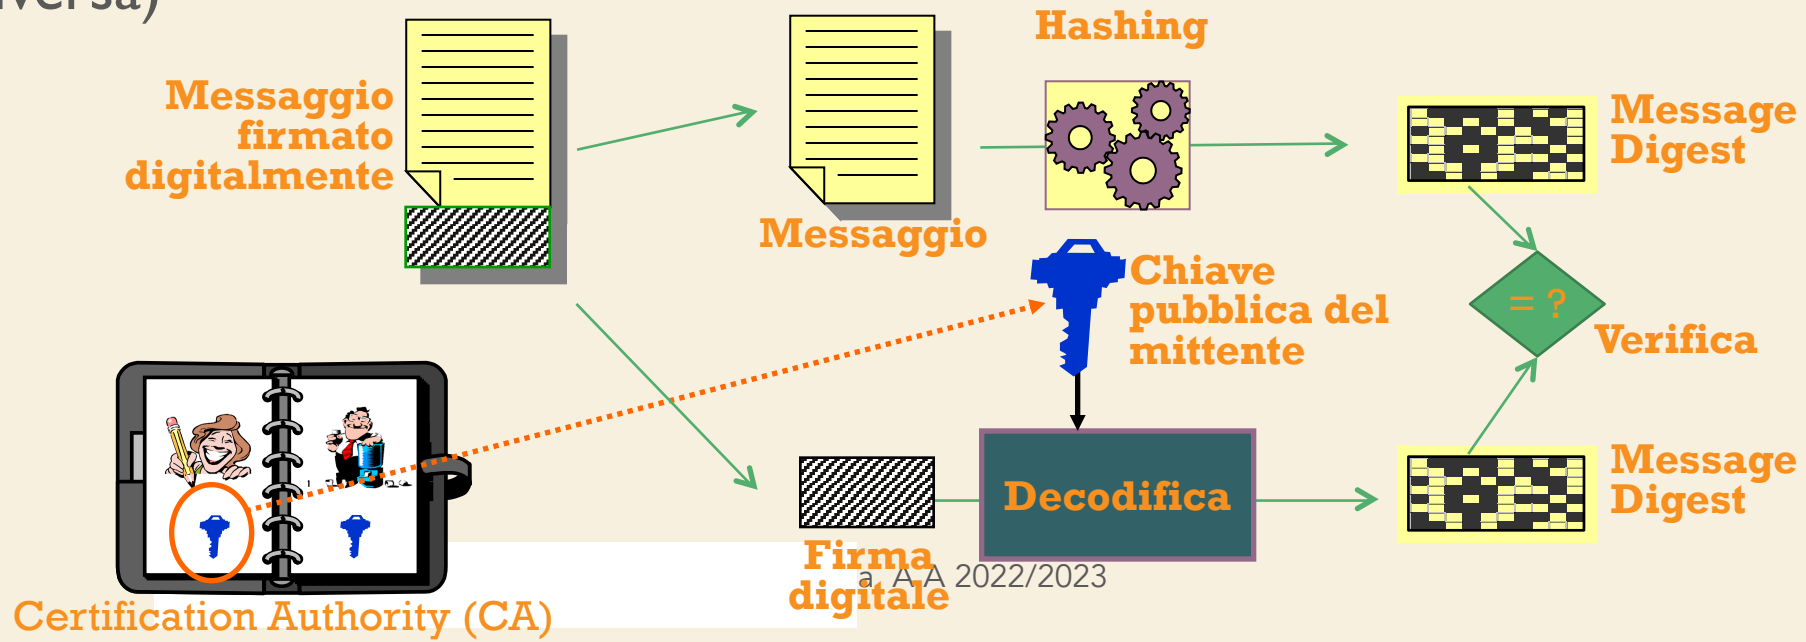 Hashing
Messaggio
firmato
digitalmente
Messaggio
Message
Digest
Chiave
pubblica del
mittente
= ?
Verifica
Decodifica
Message
Digest
Firma
digitale
a A A 2022/2023
Certification Authority (CA)